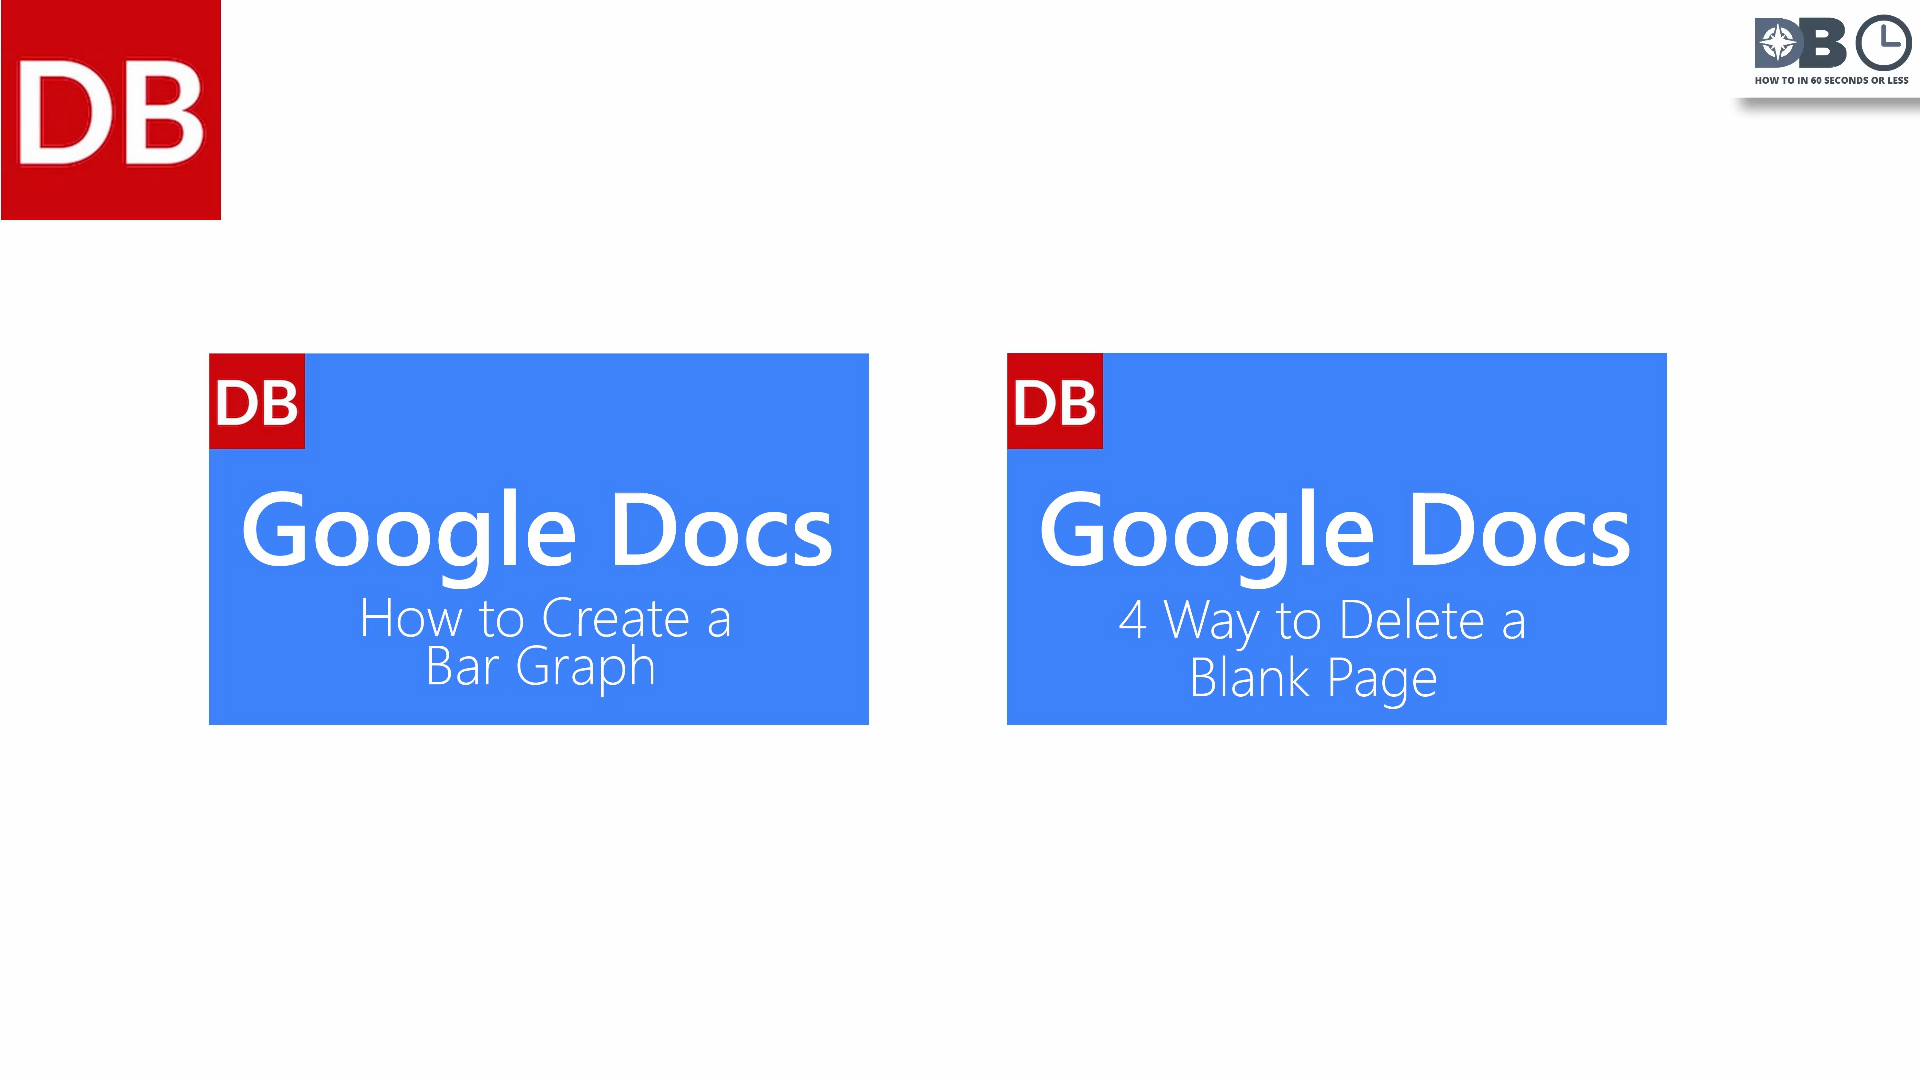 DB
DB
HOW TO IN 60 SECONDS OR LESS
DB
Google Docs
How to Create a
Bar Graph
DB
Google Docs
4 Way to Delete a
Blank Page